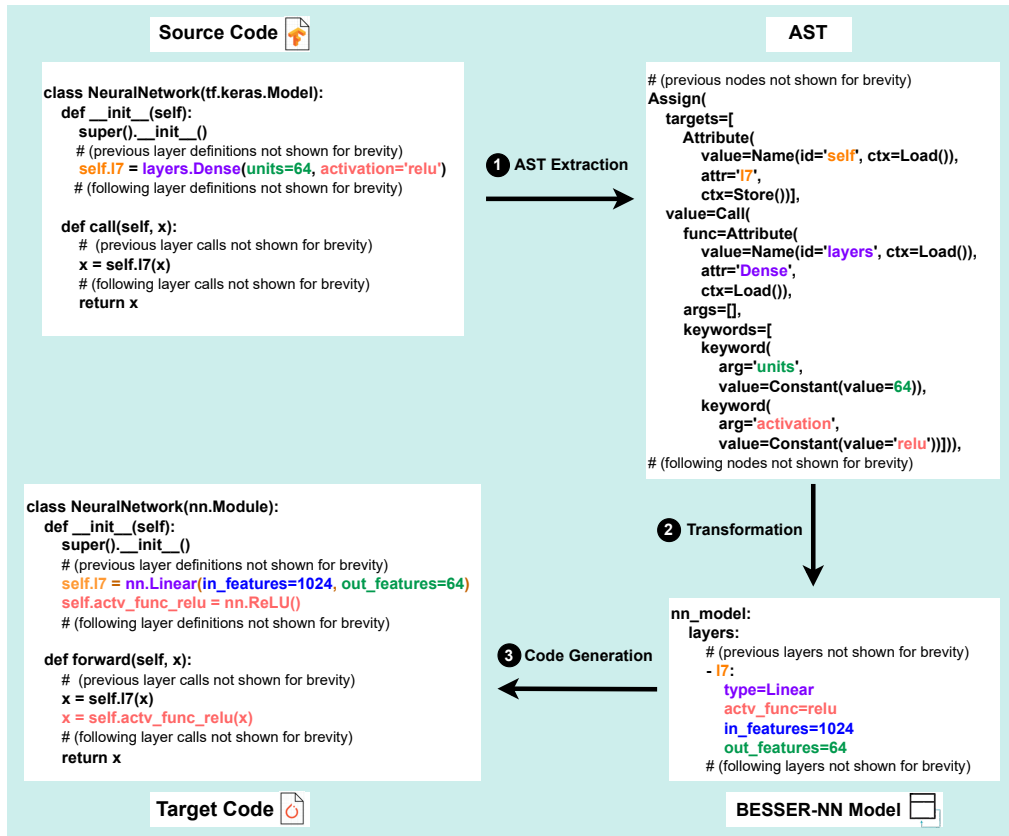 Source Code
class NeuralNetwork(tf.keras.Model):
def __init__(self):
super().__init__()
# (previous layer definitions not shown for brevity)
self.l7 = layers.Dense(units=64, activation='relu')
# (following layer definitions not shown for brevity)
def call(self, x):
# (previous layer calls not shown for brevity)
x = self.l7(x)
# (following layer calls not shown for brevity)
return x
1 AST Extraction
AST
# (previous nodes not shown for brevity)
Assign(
targets=[
Attribute(
value=Name(id='self', ctx=Load()),
attr='l7',
ctx=Store())],
value=Call(
func=Attribute(
value=Name(id='layers', ctx=Load()),
attr='Dense',
ctx=Load()),
args=[],
keywords=[
keyword(
arg='units',
value=Constant(value=64)),
keyword(
arg='activation',
value=Constant(value='relu'))])),
# (following nodes not shown for brevity)
2 Transformation
nn_model:
layers:
# (previous layers not shown for brevity)
- l7:
type=Linear
actv_func=relu
in_features=1024
out_features=64
# (following layers not shown for brevity)
BESSER-NN Model
3 Code Generation
class NeuralNetwork(nn.Module):
def __init__(self):
super().__init__()
# (previous layer definitions not shown for brevity)
self.l7 = nn.Linear(in_features=1024, out_features=64)
self.actv_func_relu = nn.ReLU()
# (following layer definitions not shown for brevity)
def forward(self, x):
# (previous layer calls not shown for brevity)
x = self.l7(x)
x = self.actv_func_relu(x)
# (following layer calls not shown for brevity)
return x
Target Code